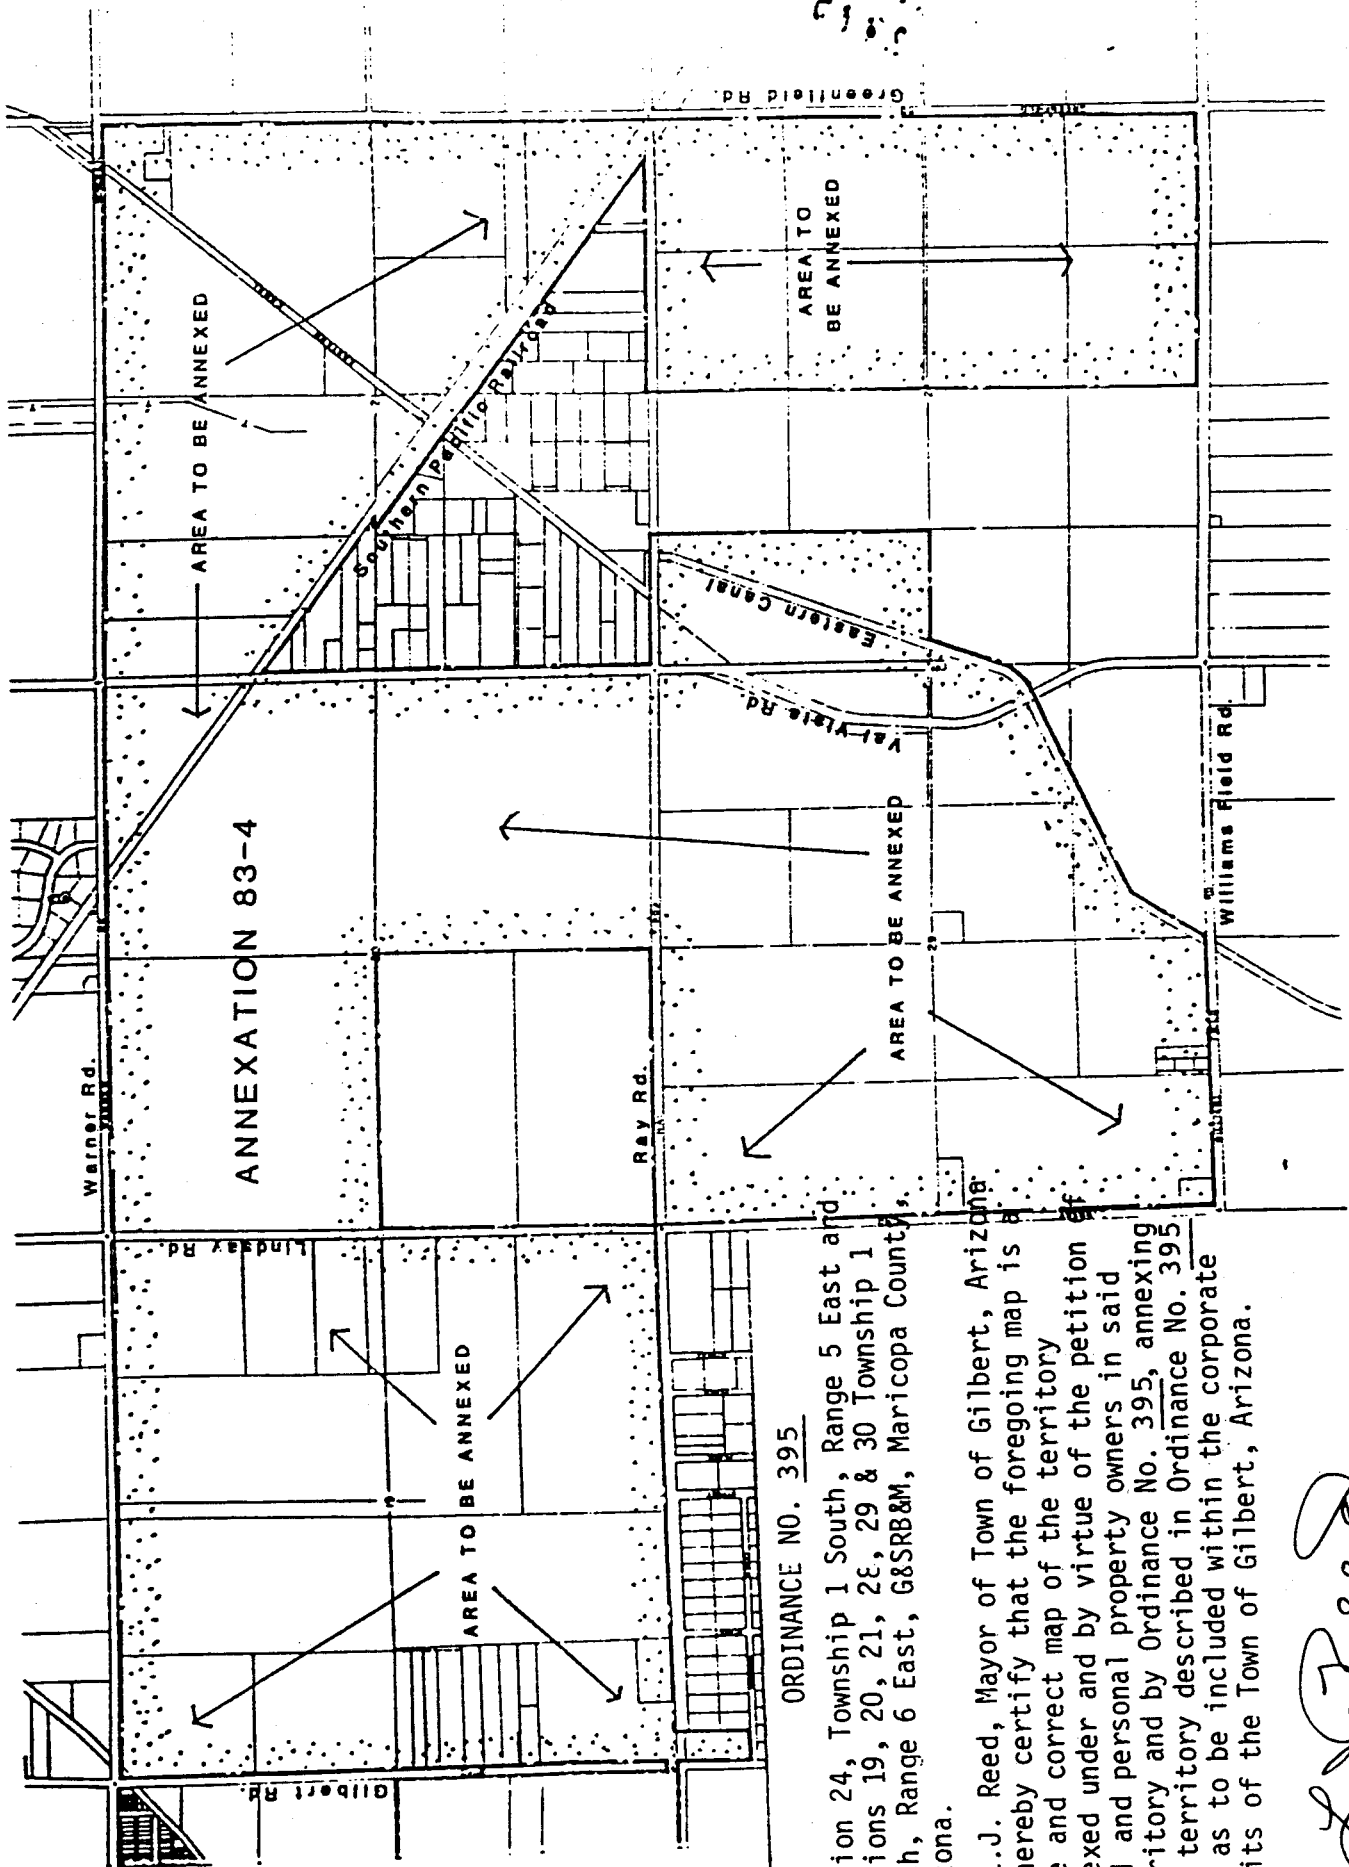 Greenfield Rd.
AREA TO BE ANNEXED
AREA TO
BE ANNEXED
Southern Pacific Railroad
Eastern Canal
Val Vista Rd
Williams Field Rd.
ANNEXATION 83-4
AREA TO BE ANNEXED
29
Warner Rd.
Ray Rd.
Lindsay Rd.
AREA TO BE ANNEXED
Gilbert Rd.
ORDINANCE NO. 395
ion 24, Township 1 South, Range 5 East and
ions 19, 20, 21, 28, 29 & 30 Township 1
h, Range 6 East, G&SRB&M, Maricopa County,
ona.
.J. Reed, Mayor of Town of Gilbert, Arizona
hereby certify that the foregoing map is a
e and correct map of the territory
exed under and by virtue of the petition of
l and personal property owners in said
ritory and by Ordinance No. 395, annexing
territory described in Ordinance No. 395
as to be included within the corporate
its of the Town of Gilbert, Arizona.